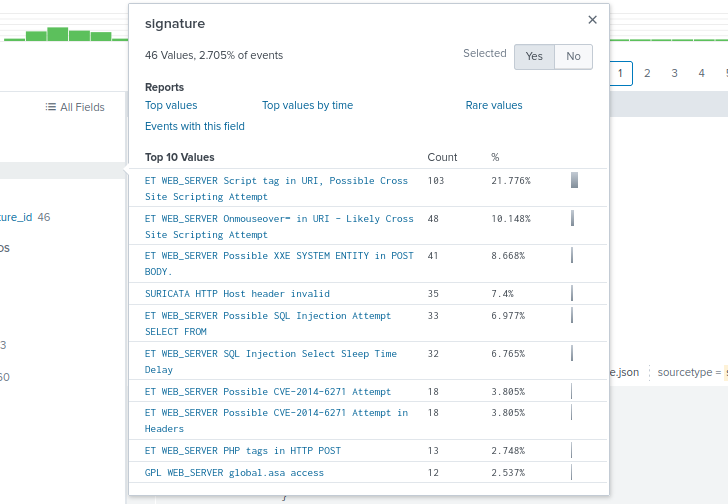 signature
46 Values, 2.705% of events
Selected Yes No
Reports
Top values Top values by time Rare values
Events with this field
Top 10 Values Count %
ET WEB_SERVER Script tag in URI, Possible Cross 103 21.776%
Site Scripting Attempt
ET WEB_SERVER Onmouseover= in URI - Likely Cross 48 10.148%
Site Scripting Attempt
ET WEB_SERVER Possible XXE SYSTEM ENTITY in POST 41 8.668%
BODY.
SURICATA HTTP Host header invalid 35 7.4%
ET WEB_SERVER Possible SQL Injection Attempt 33 6.977%
SELECT FROM
ET WEB_SERVER SQL Injection Select Sleep Time 32 6.765%
Delay
ET WEB_SERVER Possible CVE-2014-6271 Attempt 18 3.805%
ET WEB_SERVER Possible CVE-2014-6271 Attempt in 18 3.805%
Headers
ET WEB_SERVER PHP tags in HTTP POST 13 2.748%
GPL WEB_SERVER global.asa access 12 2.537%
All Fields
ure_id 46
3
60
1 2 3 4
e.json sourcetype =